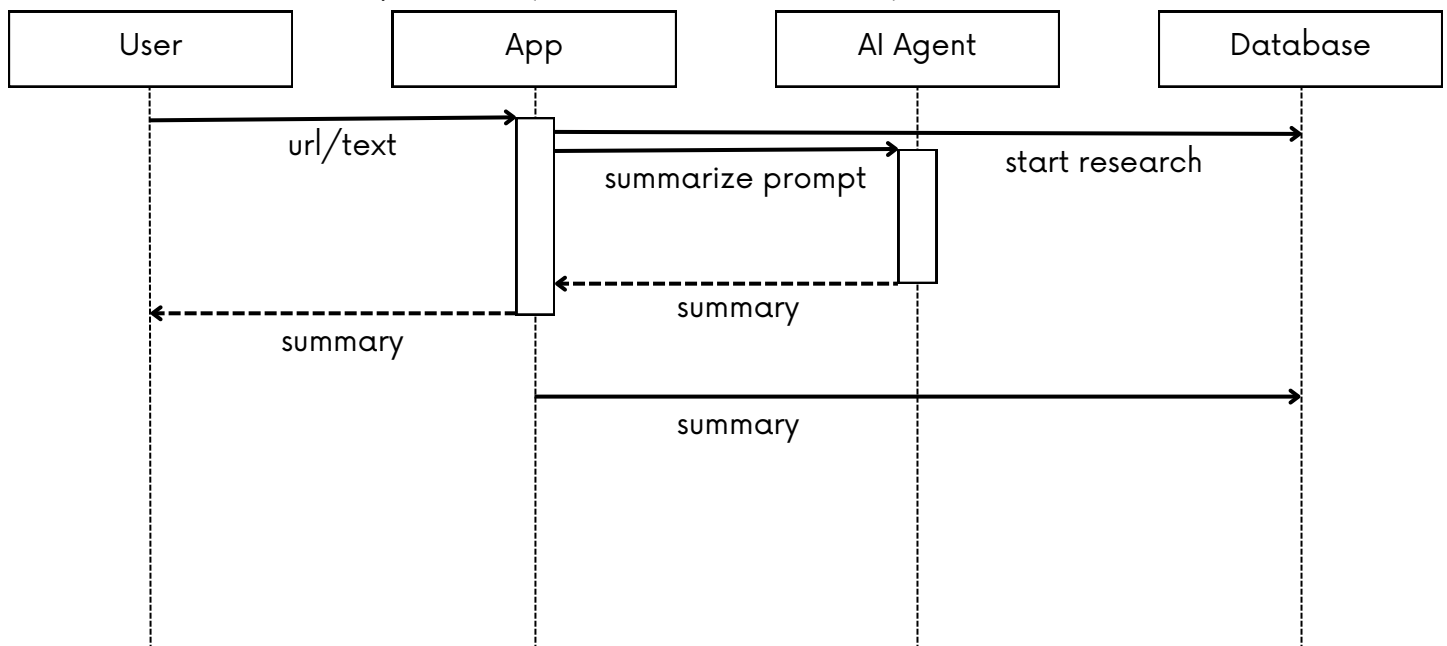 User
App
AI Agent
Database
url/text
start research
summarize prompt
summary
summary
summary